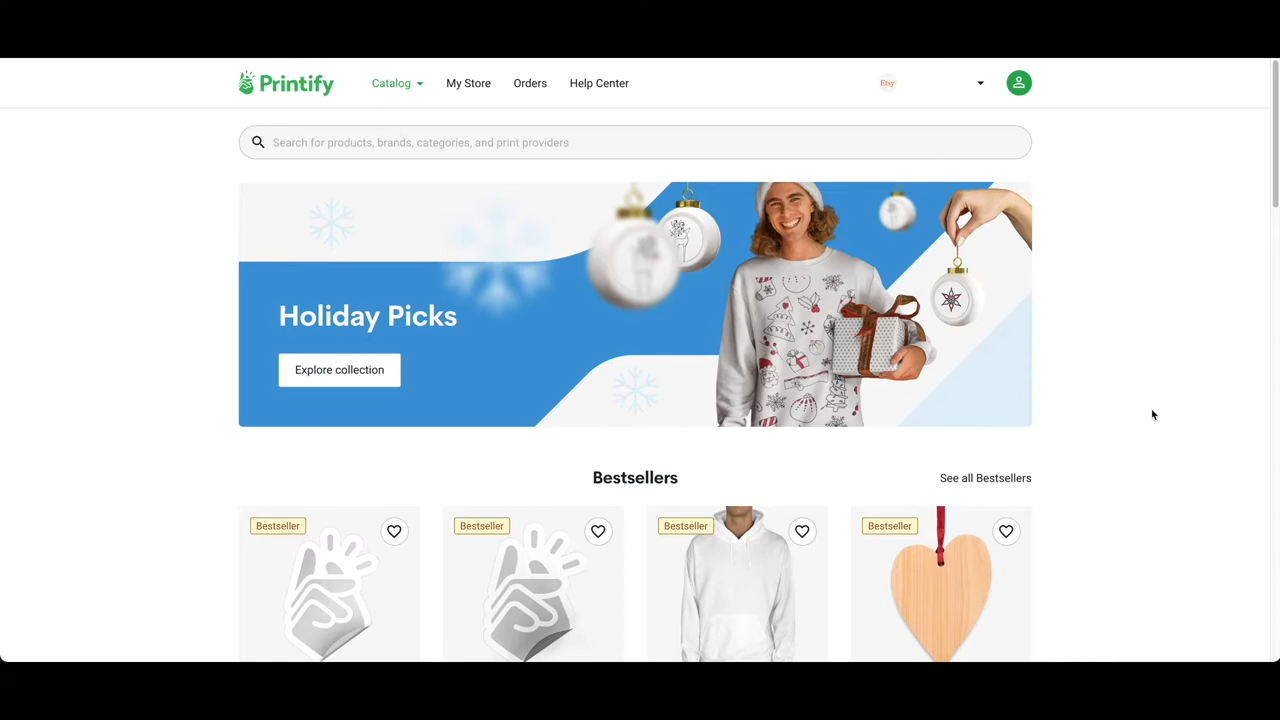 Printify
Catalog
My Store
Orders
Help Center
Etsy
Search for products, brands, categories, and print providers
Holiday Picks
Explore collection
Bestsellers
See all Bestsellers
Bestseller
Bestseller
Bestseller
Bestseller